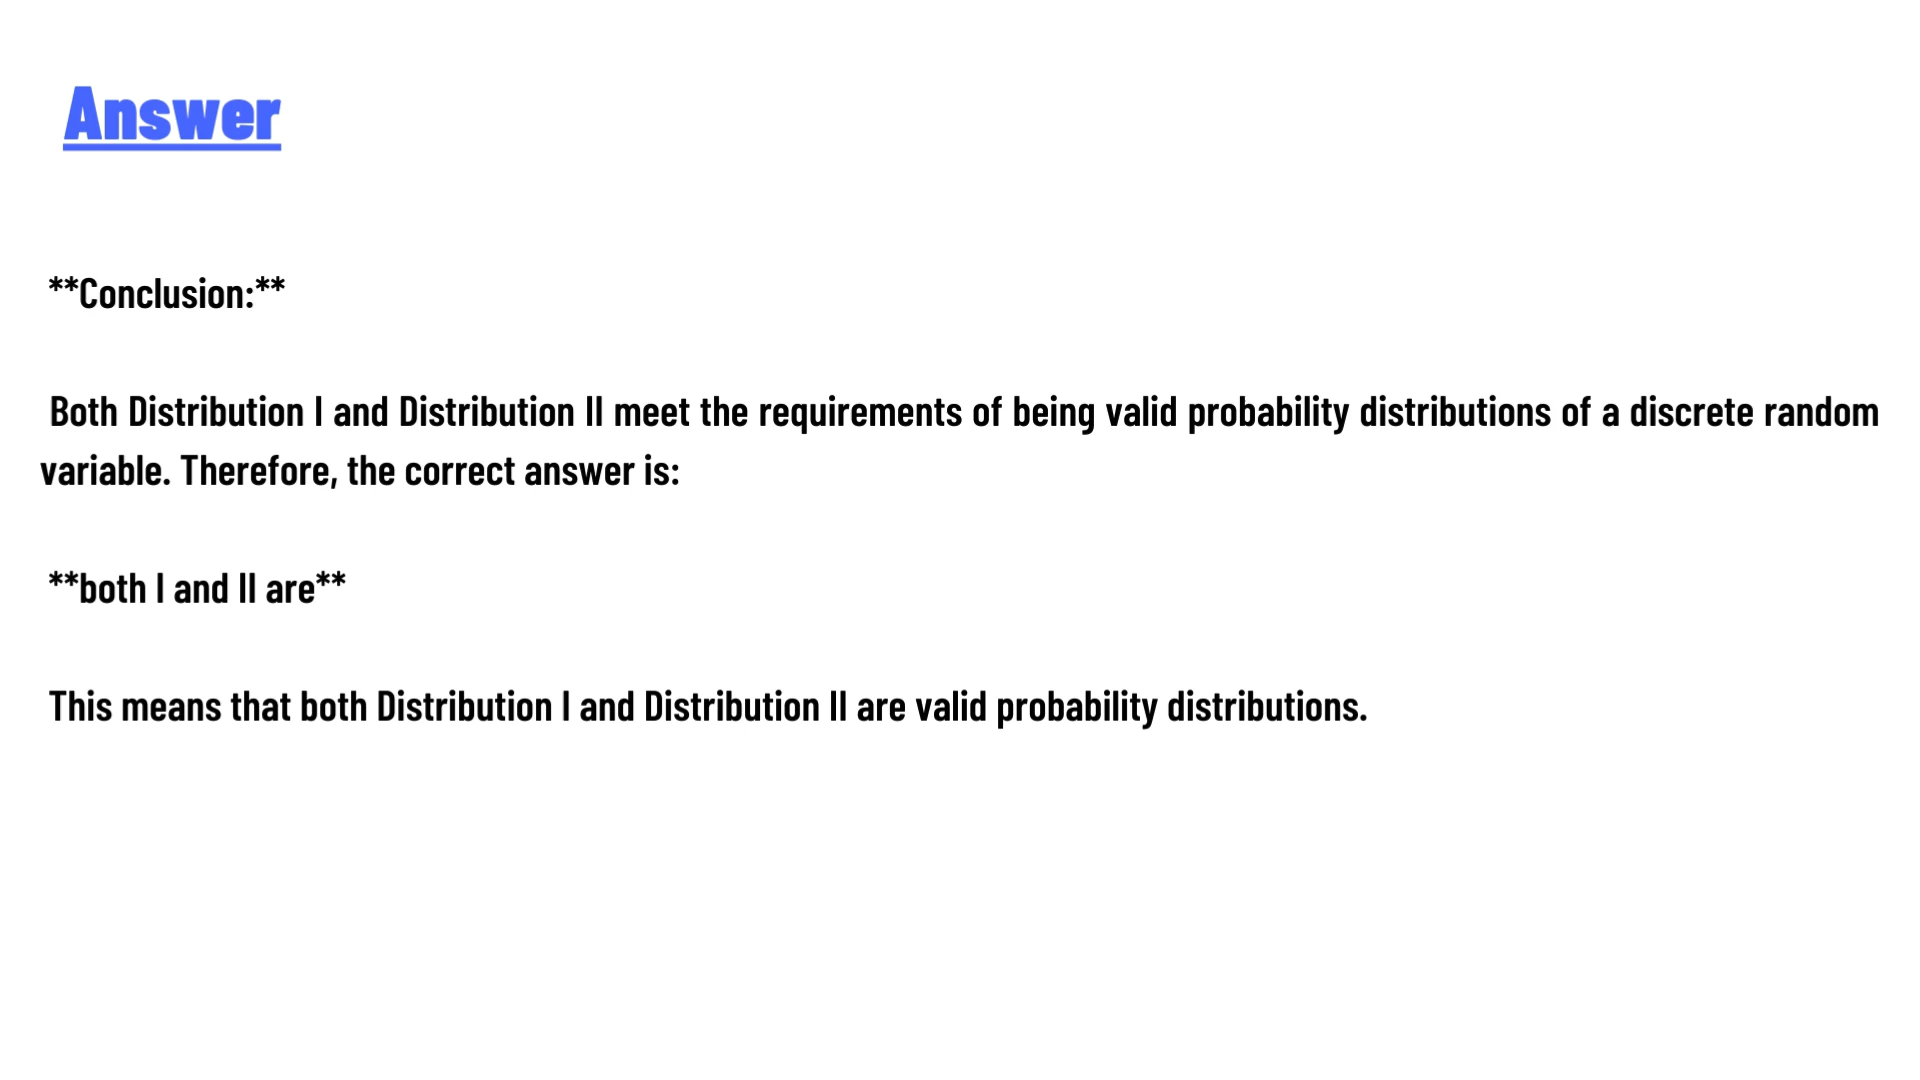 Answer
**Conclusion:**
Both Distribution I and Distribution II meet the requirements of being valid probability distributions of a discrete random
variable. Therefore, the correct answer is:
**both I and II are**
This means that both Distribution I and Distribution II are valid probability distributions.